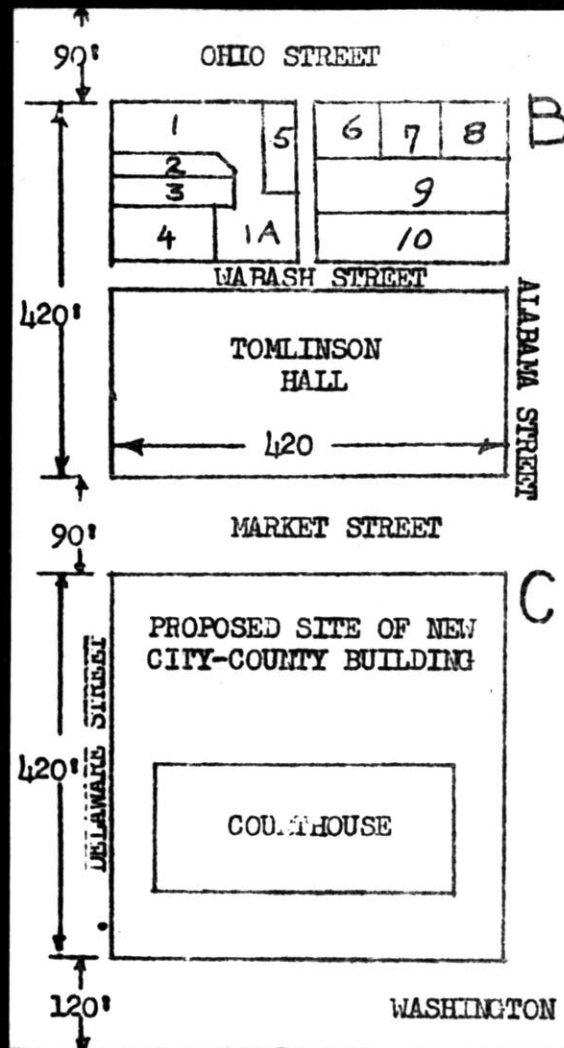 90'
OHIO STREET
B
1
5
6
7
8
2
3
9
4
1A
10
WABASH STREET
420'
TOMLINSON
HALL
ALABAMA STREET
420
90'
MARKET STREET
C
PROPOSED SITE OF NEW
CITY-COUNTY BUILDING
DELAWARE STREET
420'
COURTHOUSE
120'
WASHINGTON